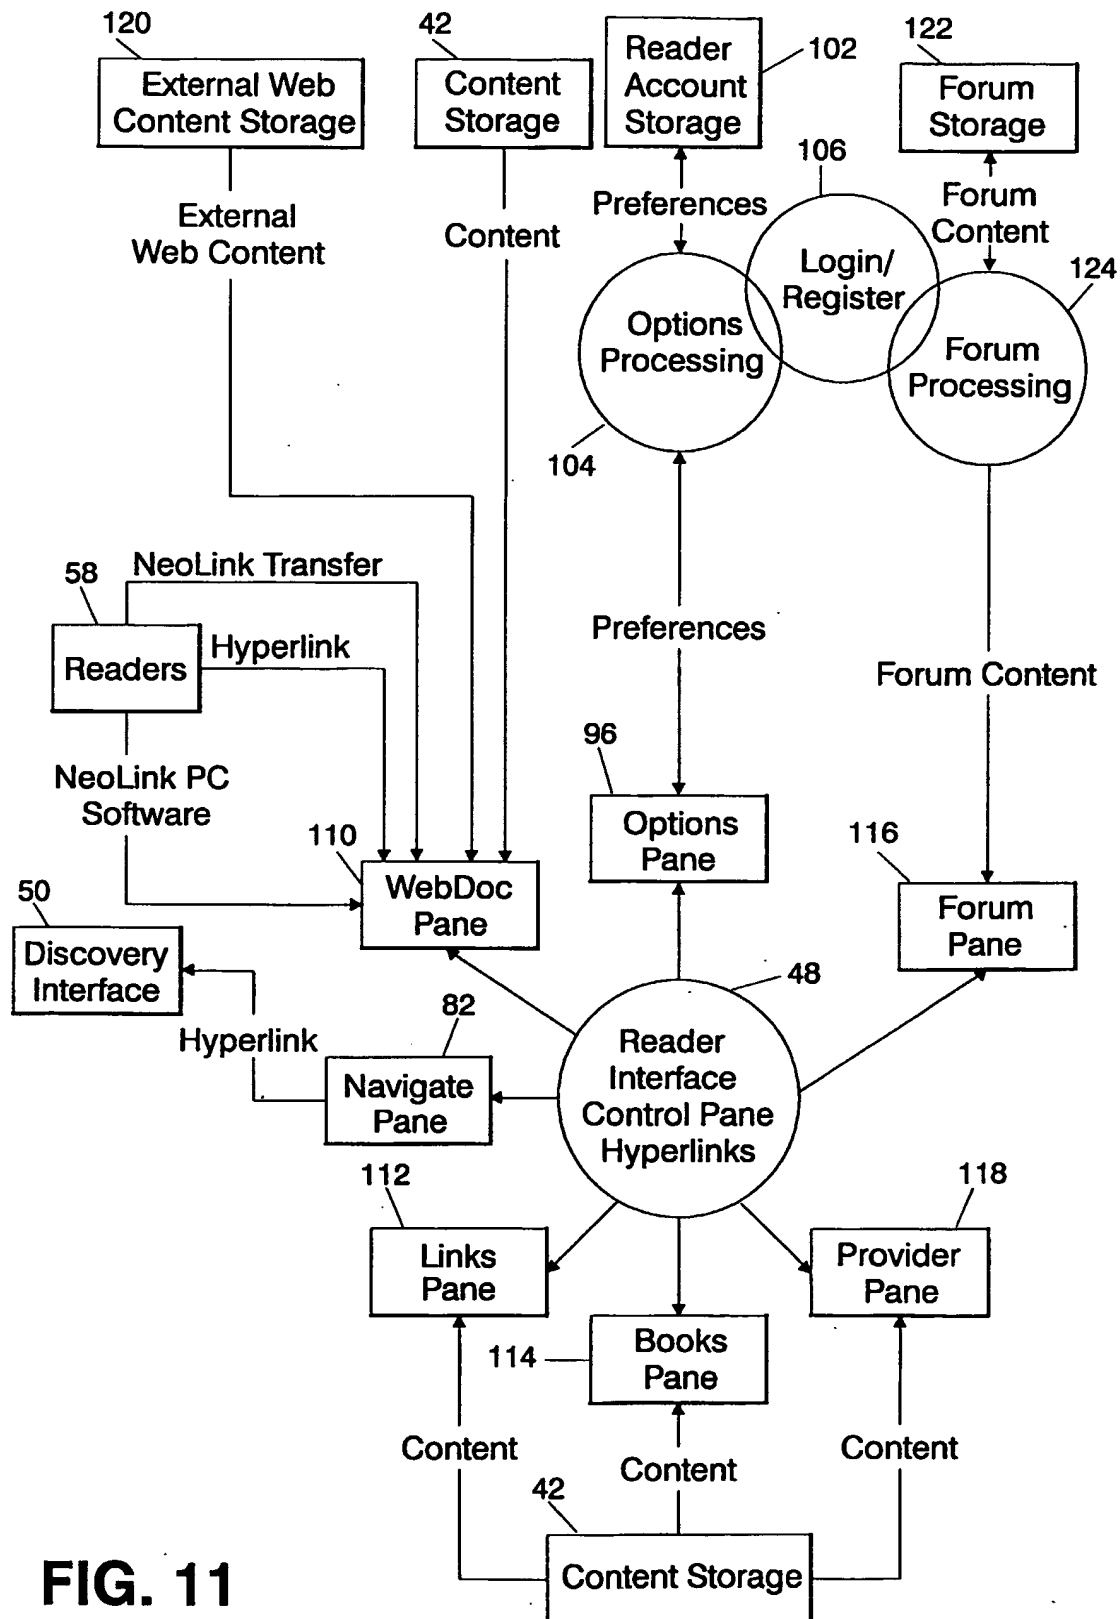 120
42
122
102
External Web
Content Storage
Content
Storage
Reader
Account
Storage
Forum
Storage
106
External
Web Content
Content
Preferences
Forum
Content
124
Login/
Register
Options
Processing
Forum
Processing
104
NeoLink Transfer
58
Readers
Hyperlink
Preferences
Forum Content
NeoLink PC
Software
96
Options
Pane
110
WebDoc
Pane
116
Forum
Pane
50
Discovery
Interface
48
82
Hyperlink
Navigate
Pane
Reader
Interface
Control Pane
Hyperlinks
112
118
Links
Pane
Provider
Pane
114
Books
Pane
Content
Content
Content
42
Content Storage
FIG. 11